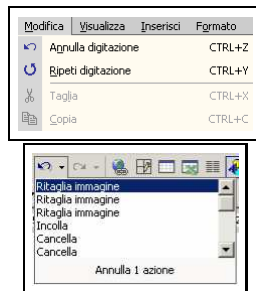 Modifica Visualizza Inserisci Formato
Annulla digitazione CTRL+Z
Ripeti digitazione CTRL+Y
Taglia CTRL+X
Copia CTRL+C
Ritaglia immagine
Ritaglia immagine
Ritaglia immagine
Incolla
Cancella
Cancella
Annulla 1 azione